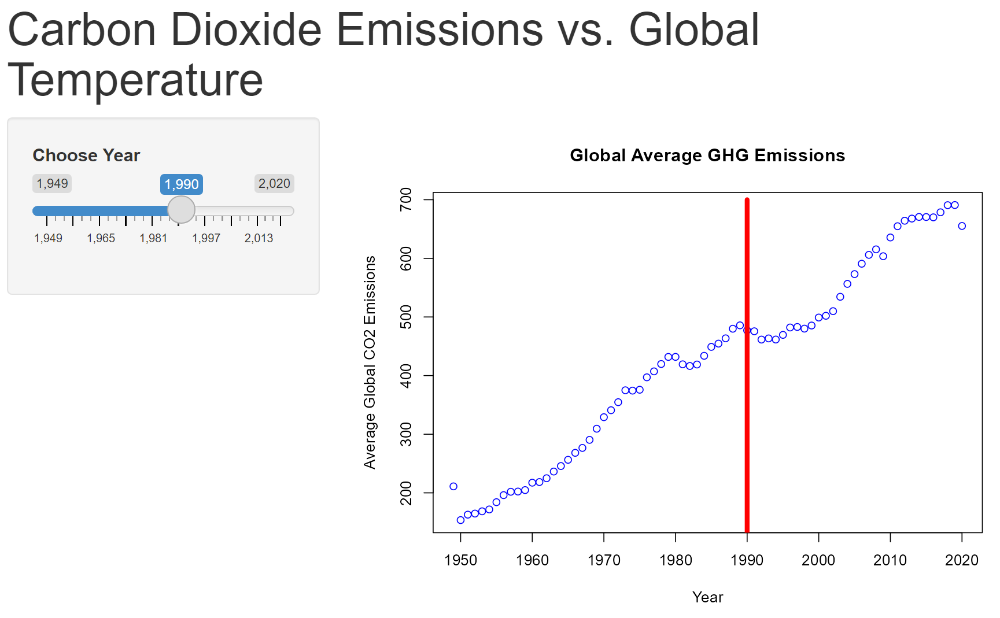 Carbon Dioxide Emissions vs. Global
Temperature
Choose Year
1,949 1,990 2,020
1,949 1,965 1,981 1,997 2,013
Global Average GHG Emissions
Average Global CO2 Emissions
700
600
500
400
300
200
1950 1960 1970 1980 1990 2000 2010 2020
Year